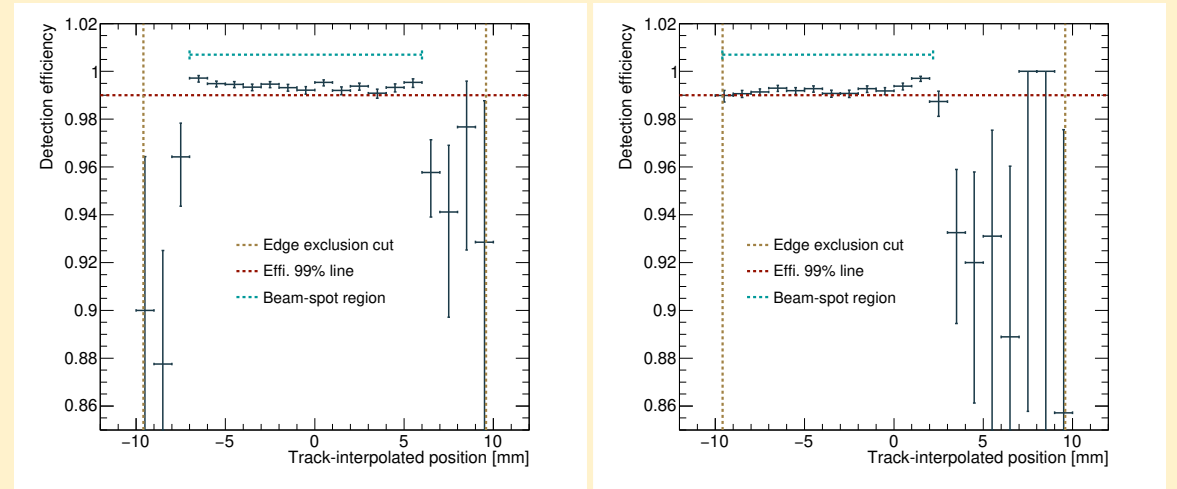 Detection efficiency
1.02
1
0.98
0.96
0.94
0.92
0.9
0.88
0.86
Edge exclusion cut
Effi. 99% line
Beam-spot region
−10 −5 0 5 10
Track-interpolated position [mm]
Detection efficiency
1.02
1
0.98
0.96
0.94
0.92
0.9
0.88
0.86
Edge exclusion cut
Effi. 99% line
Beam-spot region
−10 −5 0 5 10
Track-interpolated position [mm]